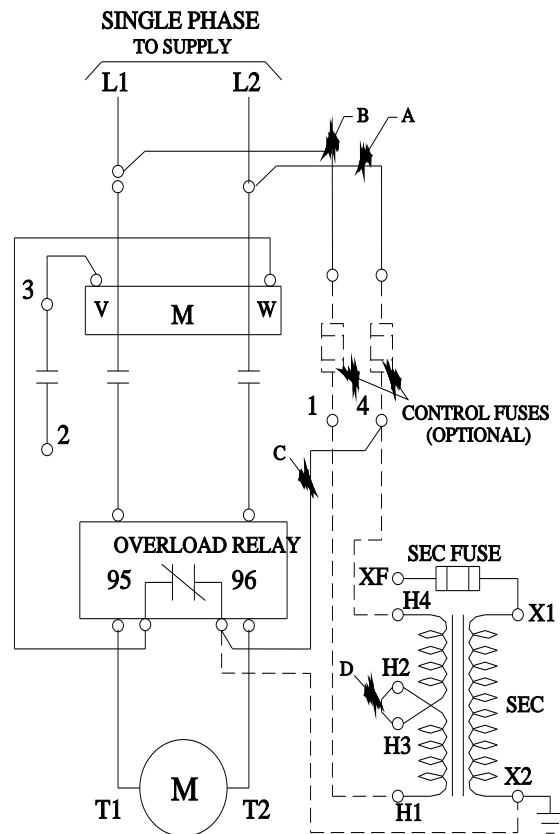 SINGLE PHASE
TO SUPPLY
L1 L2
B A
3
V M W
1 4
CONTROL FUSES
(OPTIONAL)
2
C
OVERLOAD RELAY
95 96
SEC FUSE
XF
H4 X1
D H2
SEC
H3
X2
T1 M T2
H1